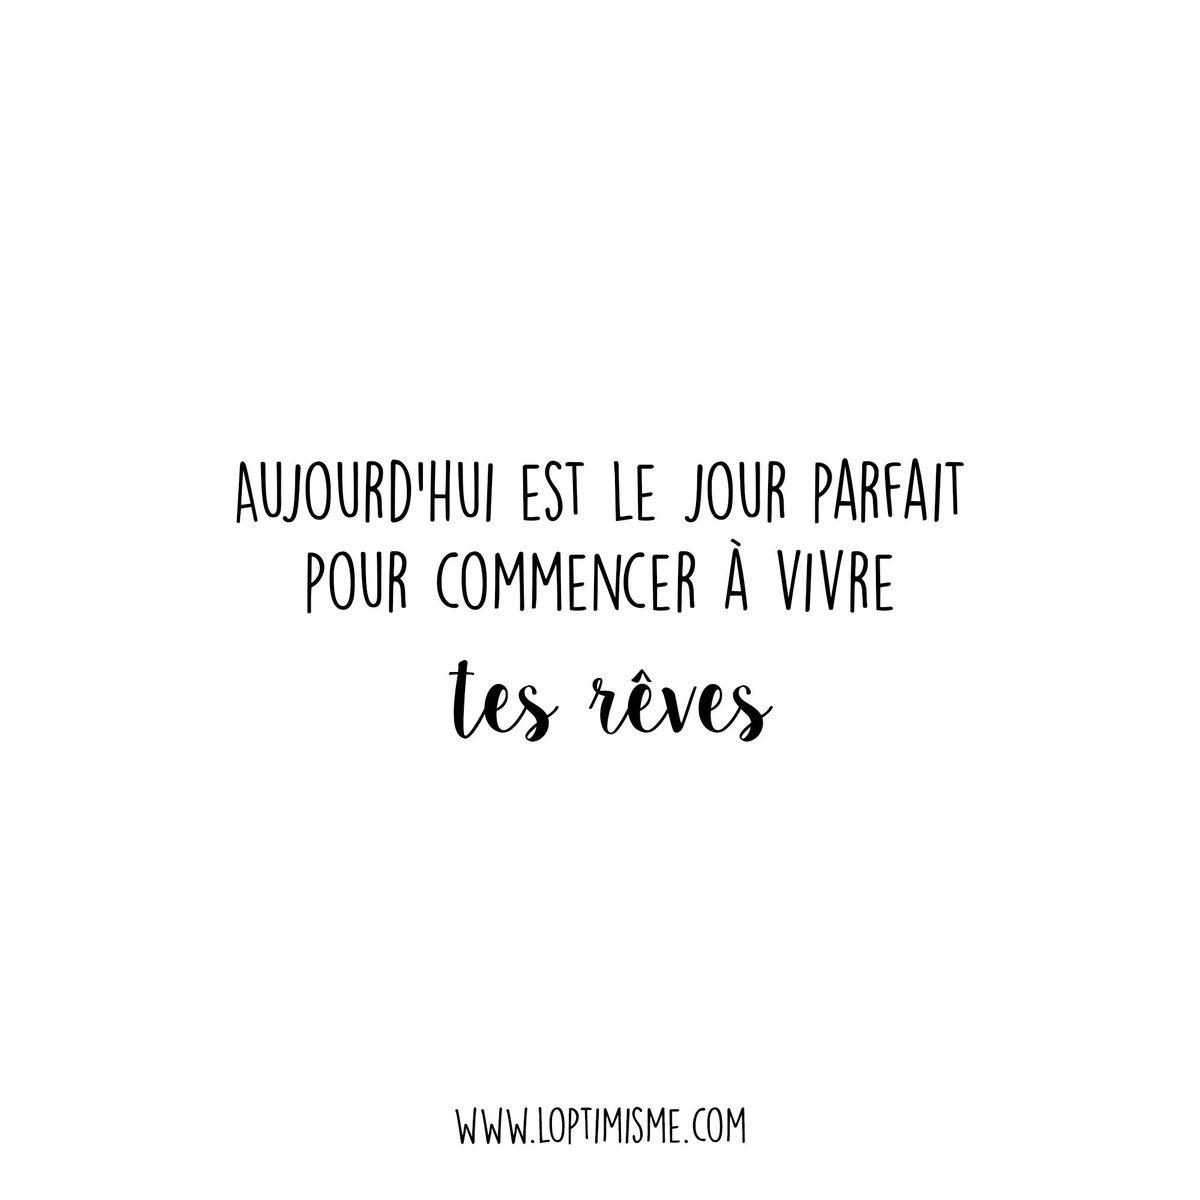 AUJOURD'HUI EST LE JOUR PARFAIT
POUR COMMENCER À VIVRE
tes rêves
WWW.LOPTIMISME.COM